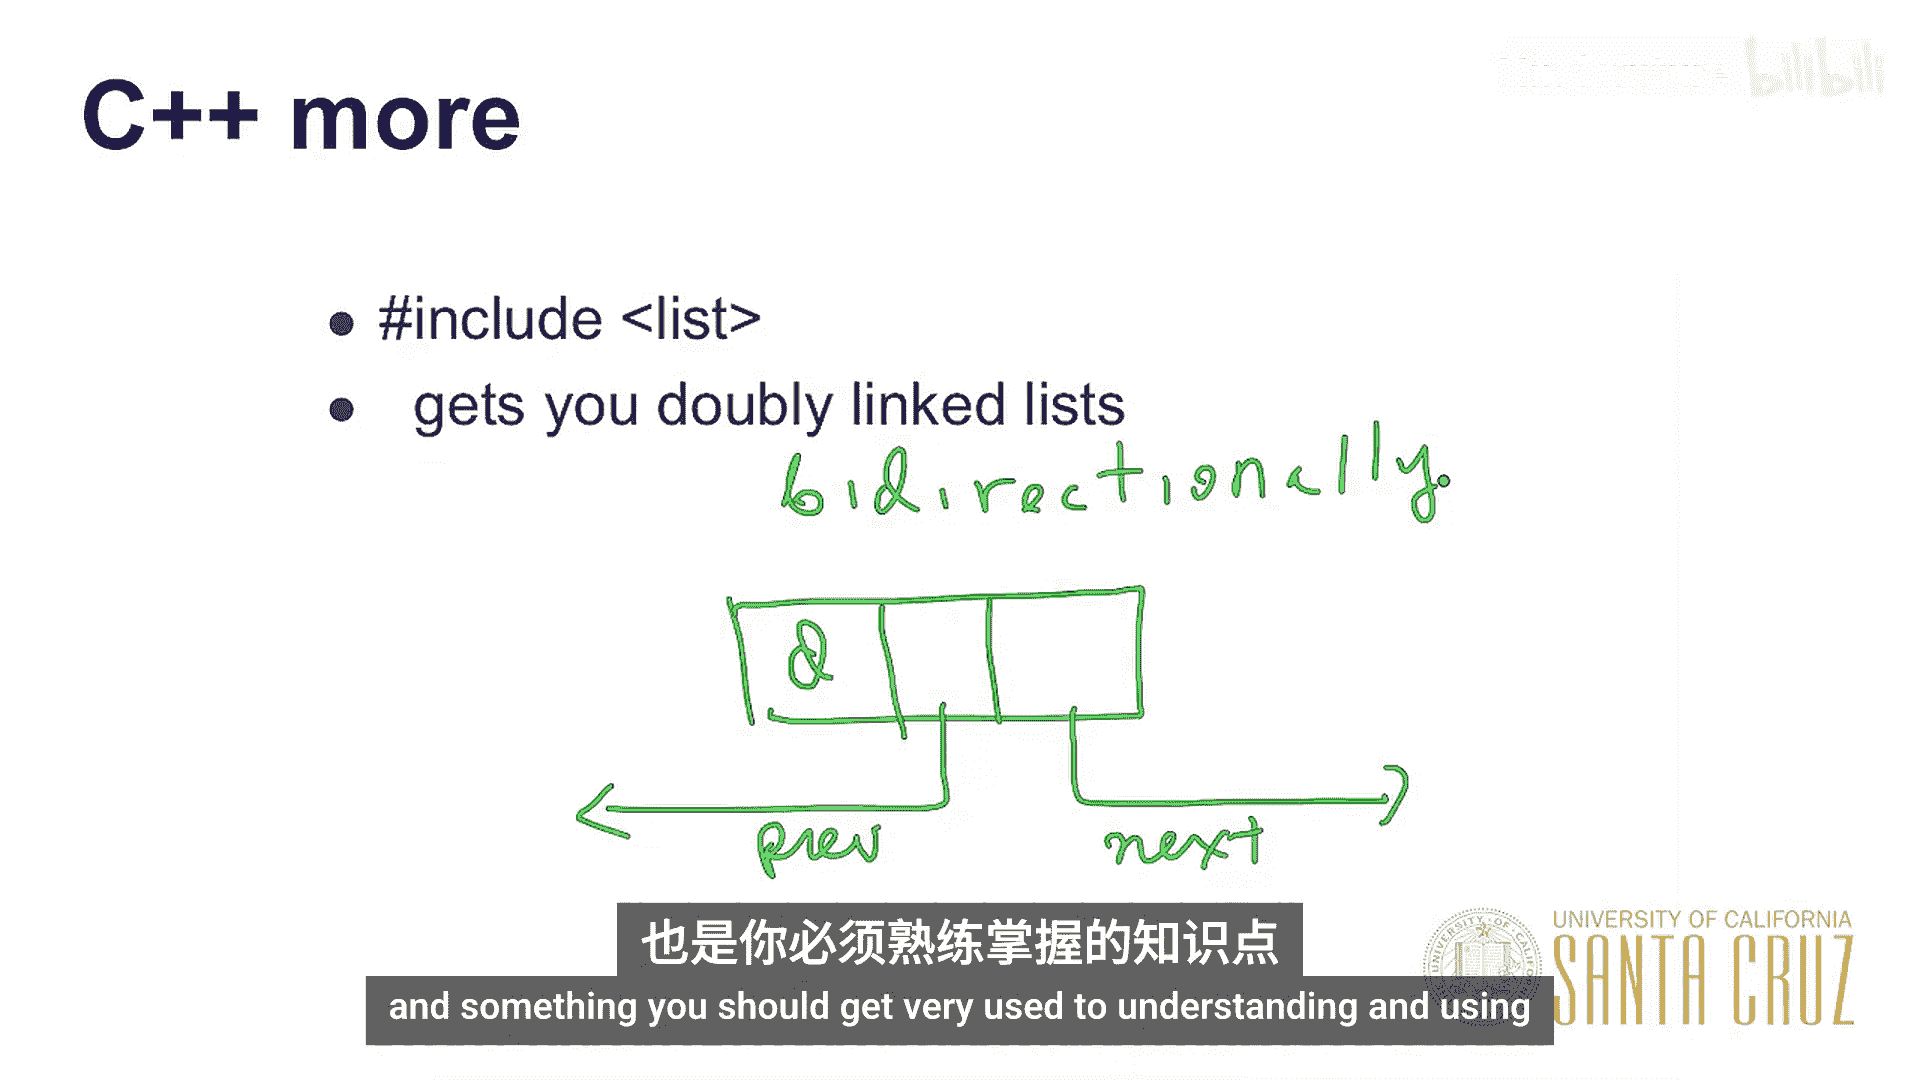 C++ more
bilibili
• #include <list>
• gets you doubly linked lists
bidirectionally.
prev
next
也是你必须熟练掌握的知识点
and something you should get very used to understanding and using
UNIVERSITY OF CALIFORNIA
SANTA CRUZ